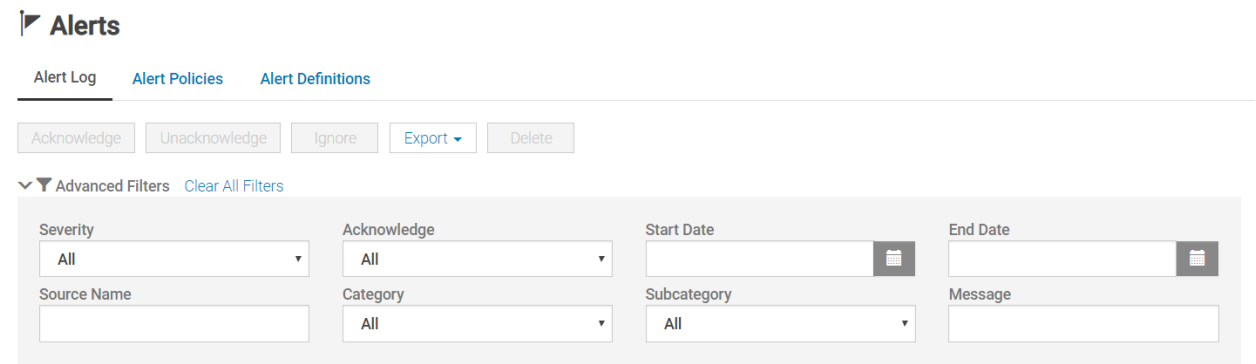 Alerts
Alert Log Alert Policies Alert Definitions
Acknowledge Unacknowledge Ignore Export Delete
Advanced Filters Clear All Filters
Severity Acknowledge Start Date End Date
All All
Source Name Category Subcategory Message
All All